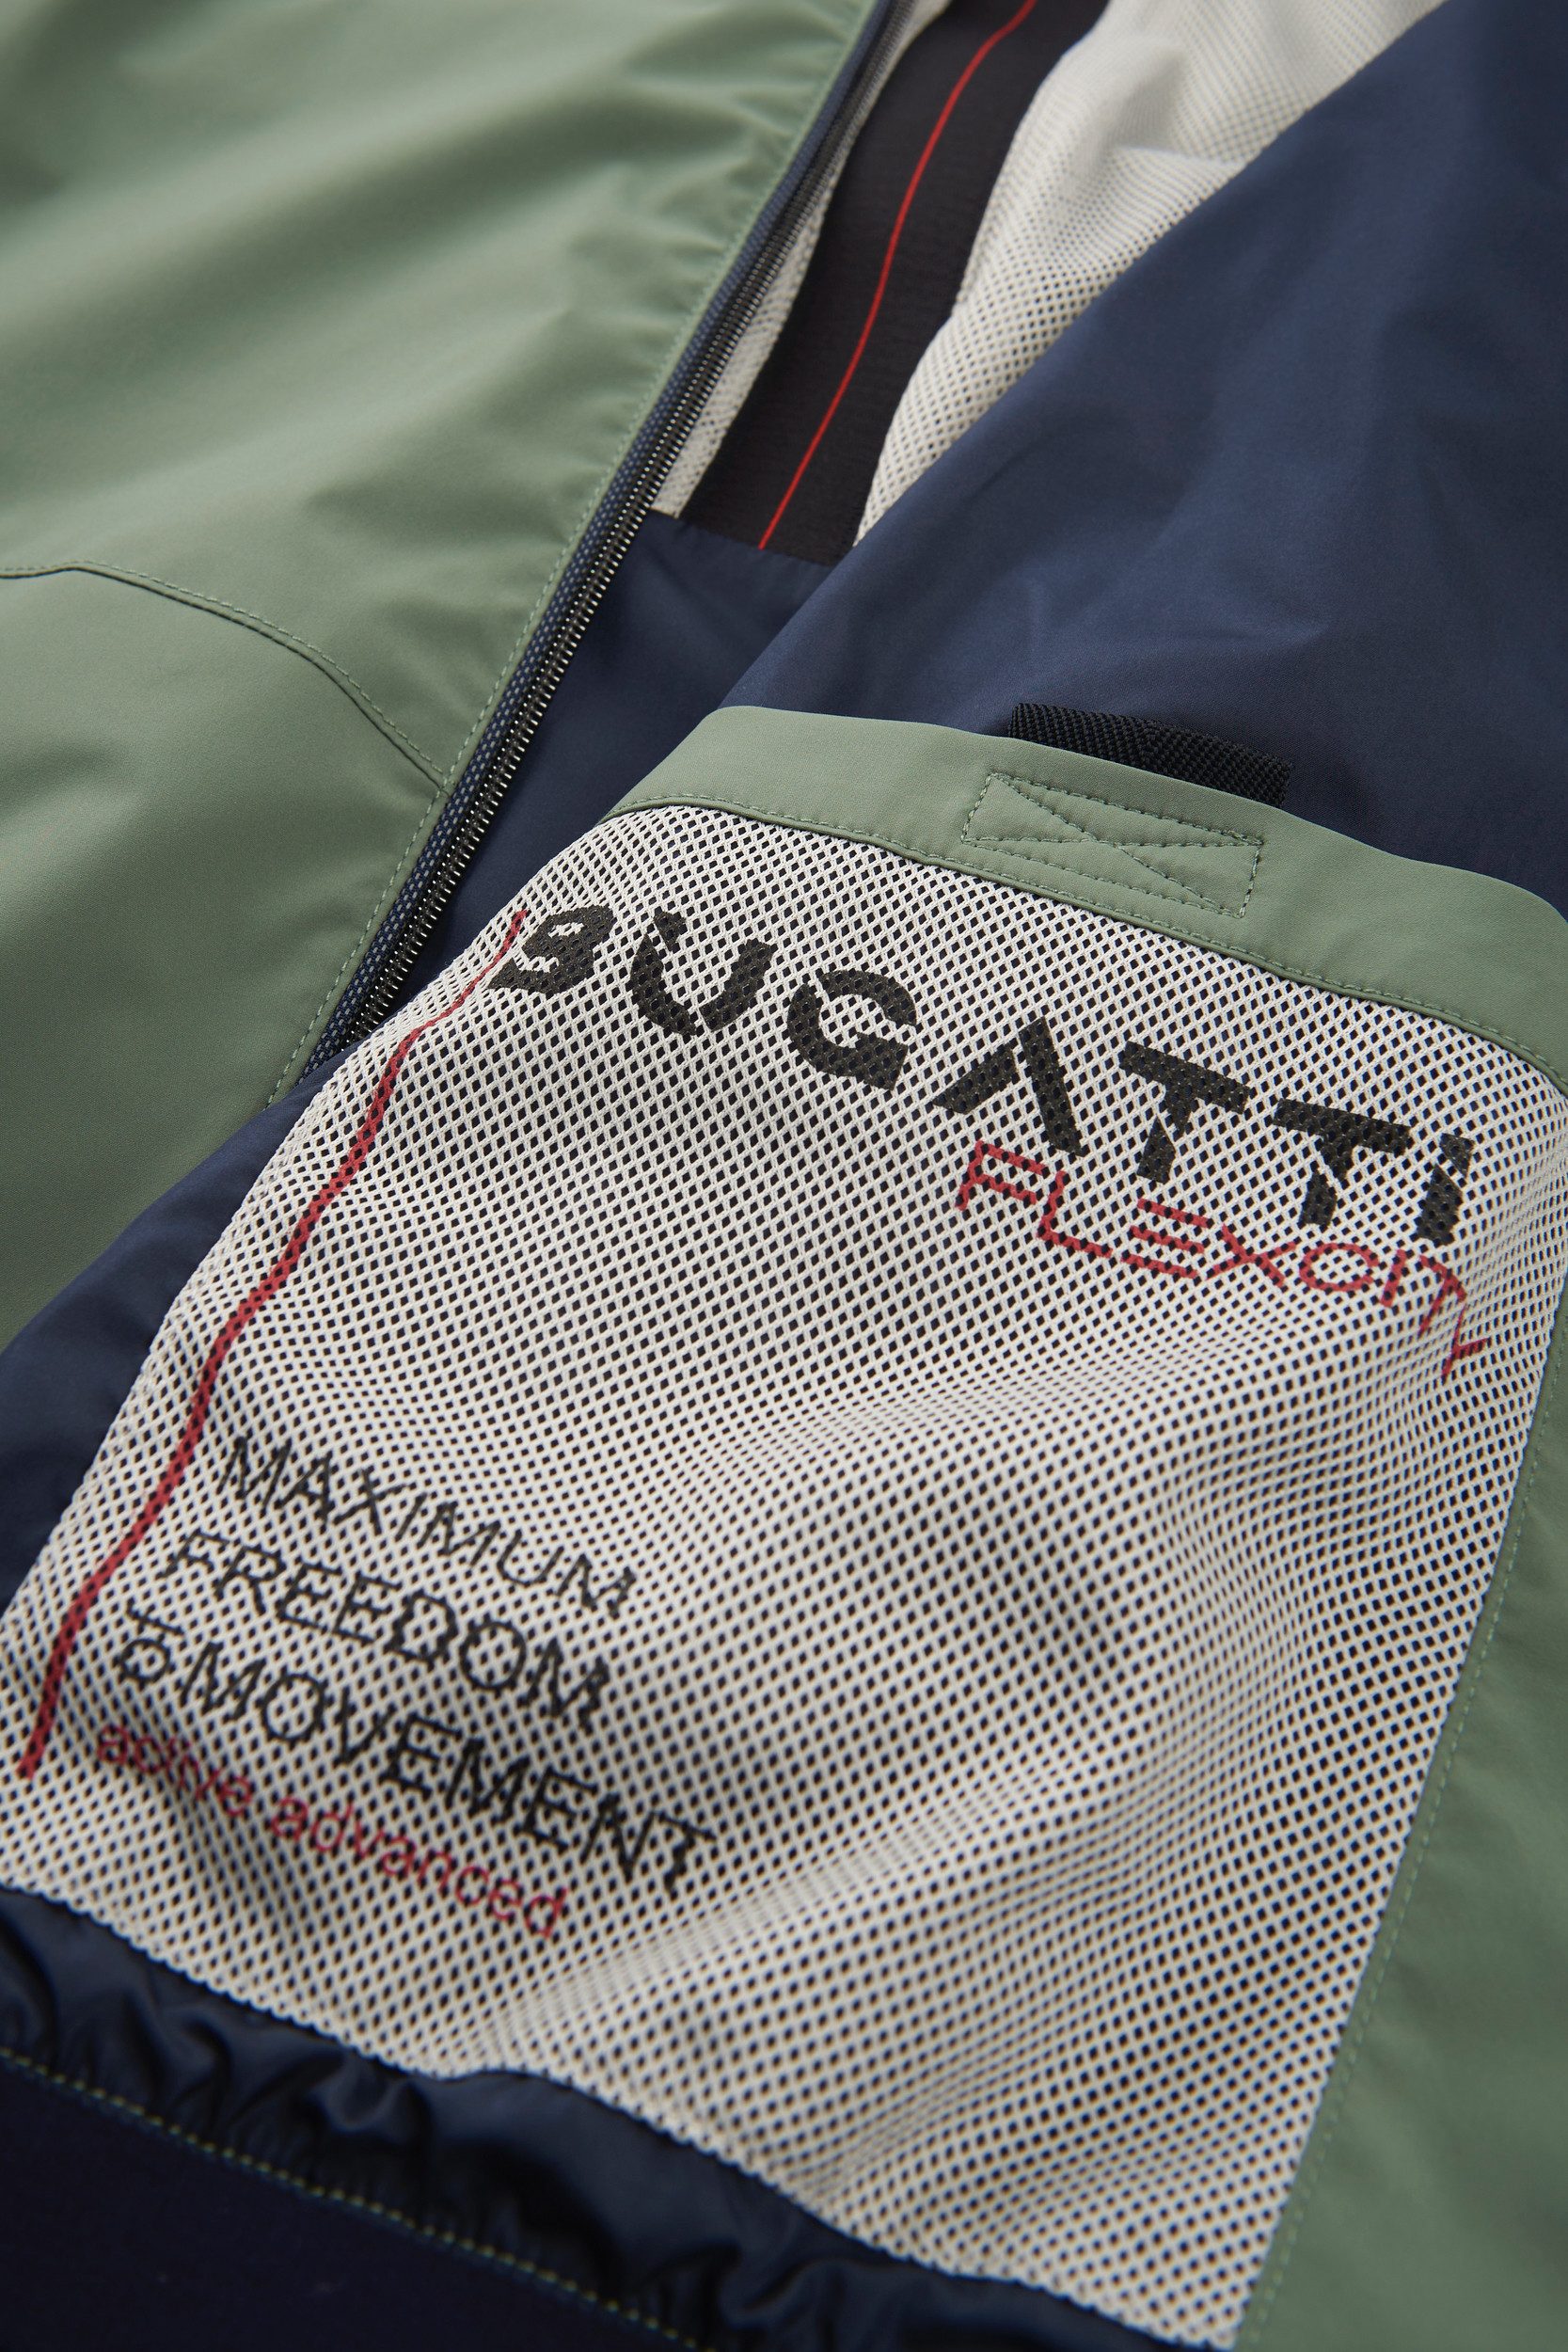 BUGATTI
FLEXCITY
MAXIMUM
FREEDOM
of MOVEMENT
active advanced